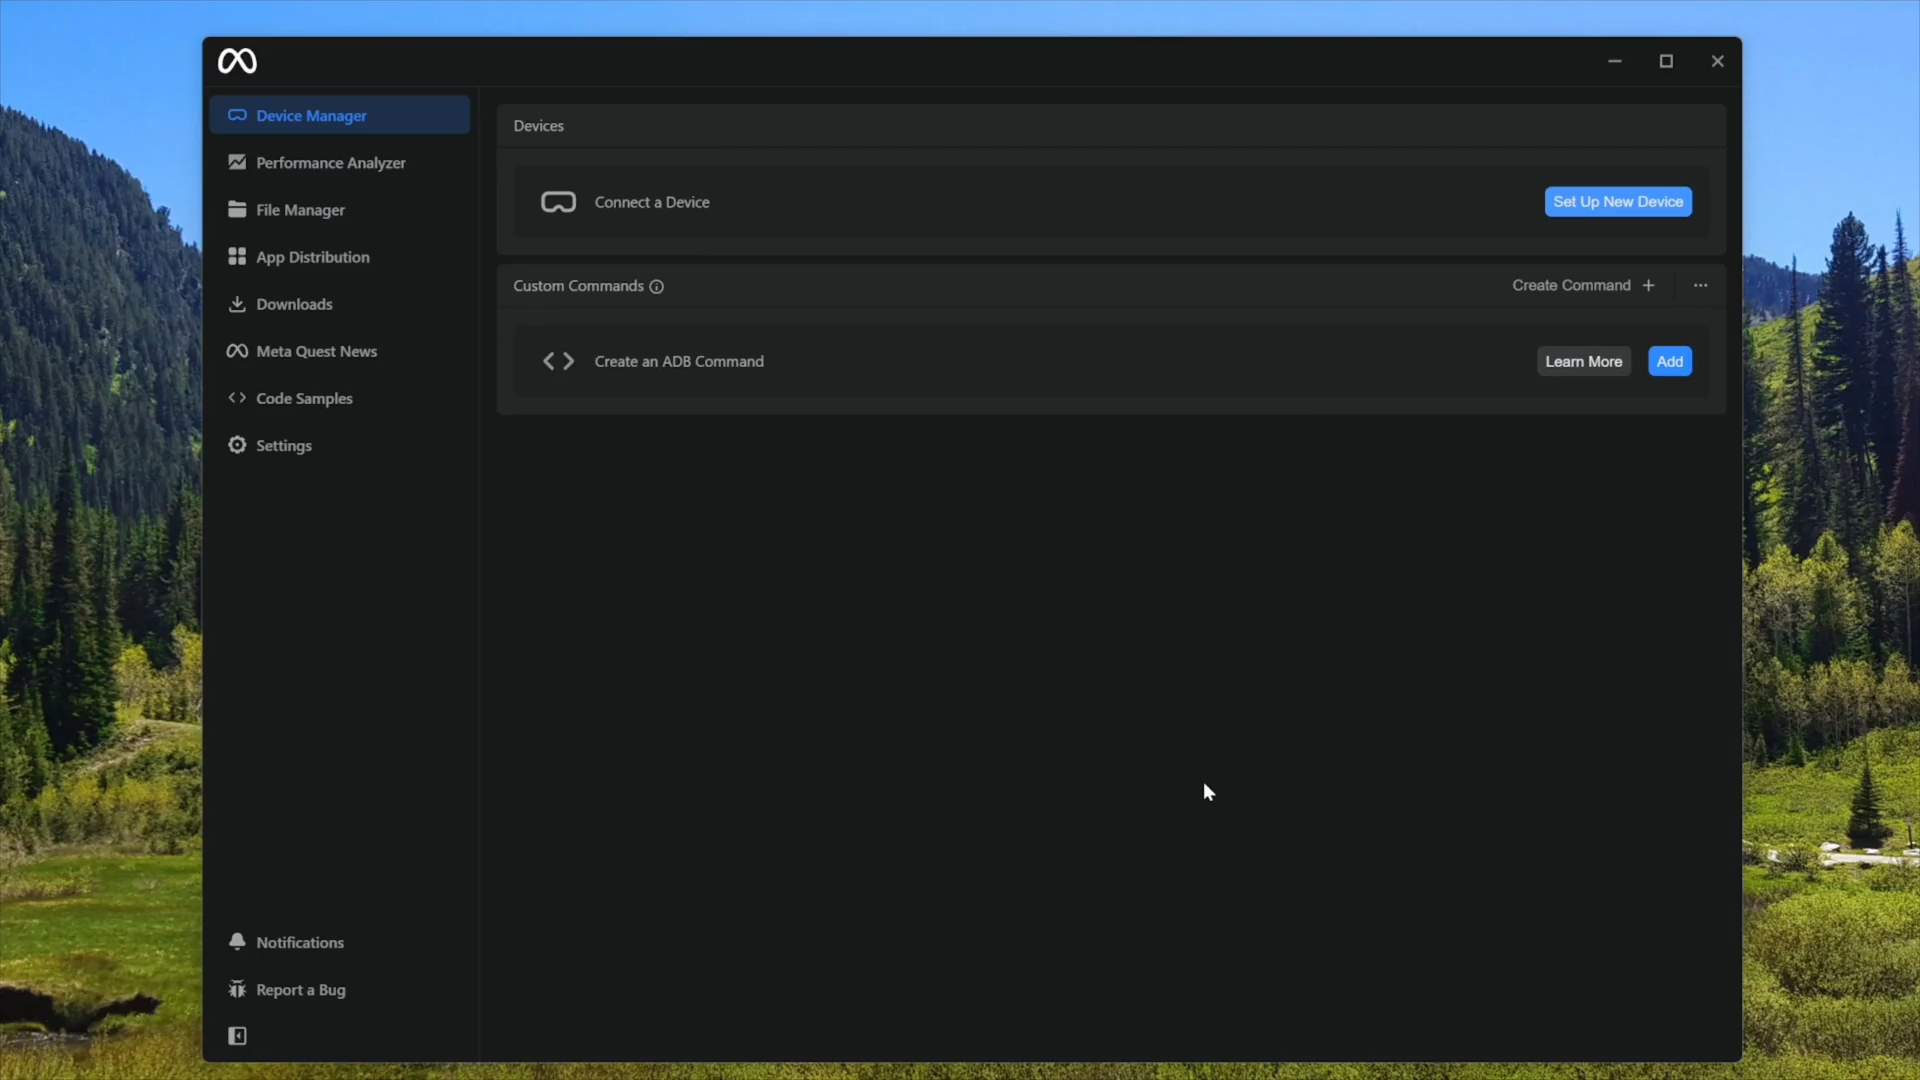 Device Manager
Performance Analyzer
File Manager
App Distribution
Downloads
Meta Quest News
Code Samples
Settings
Notifications
Report a Bug
Devices
Connect a Device
Set Up New Device
Custom Commands
Create Command +
Create an ADB Command
Learn More
Add